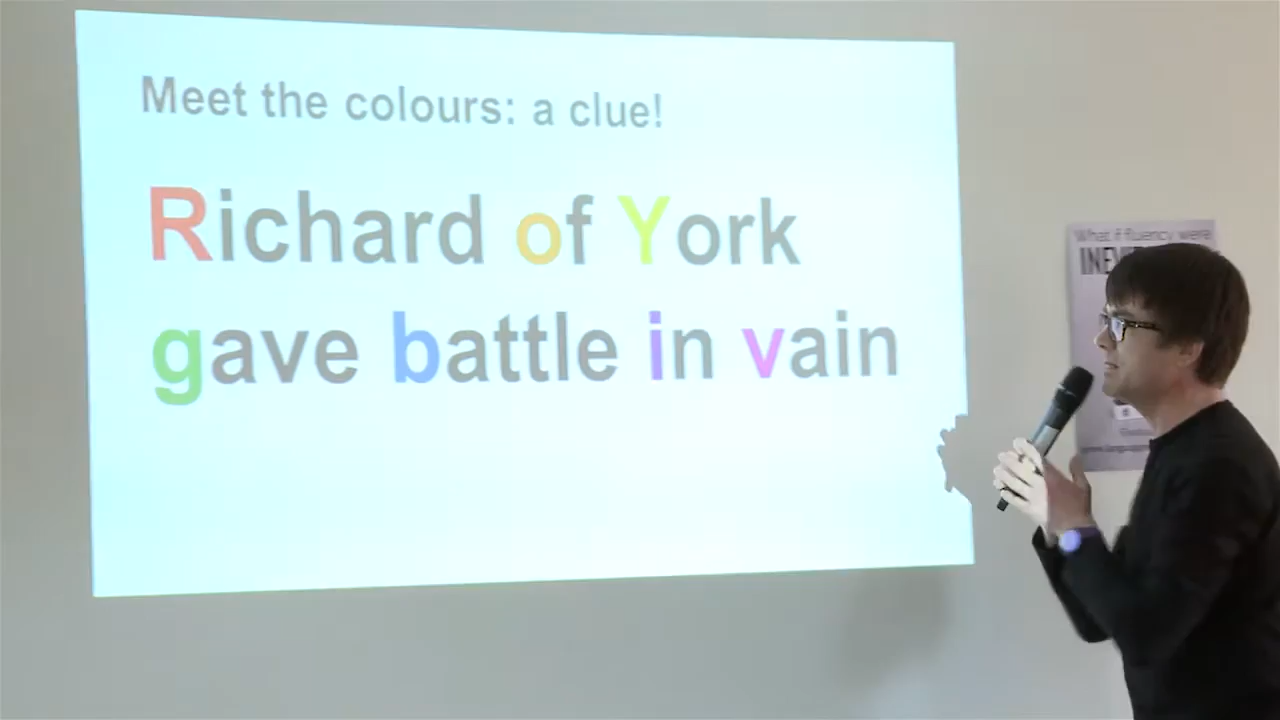 Meet the colours: a clue!
Richard of York
gave battle in vain
What if fluency were